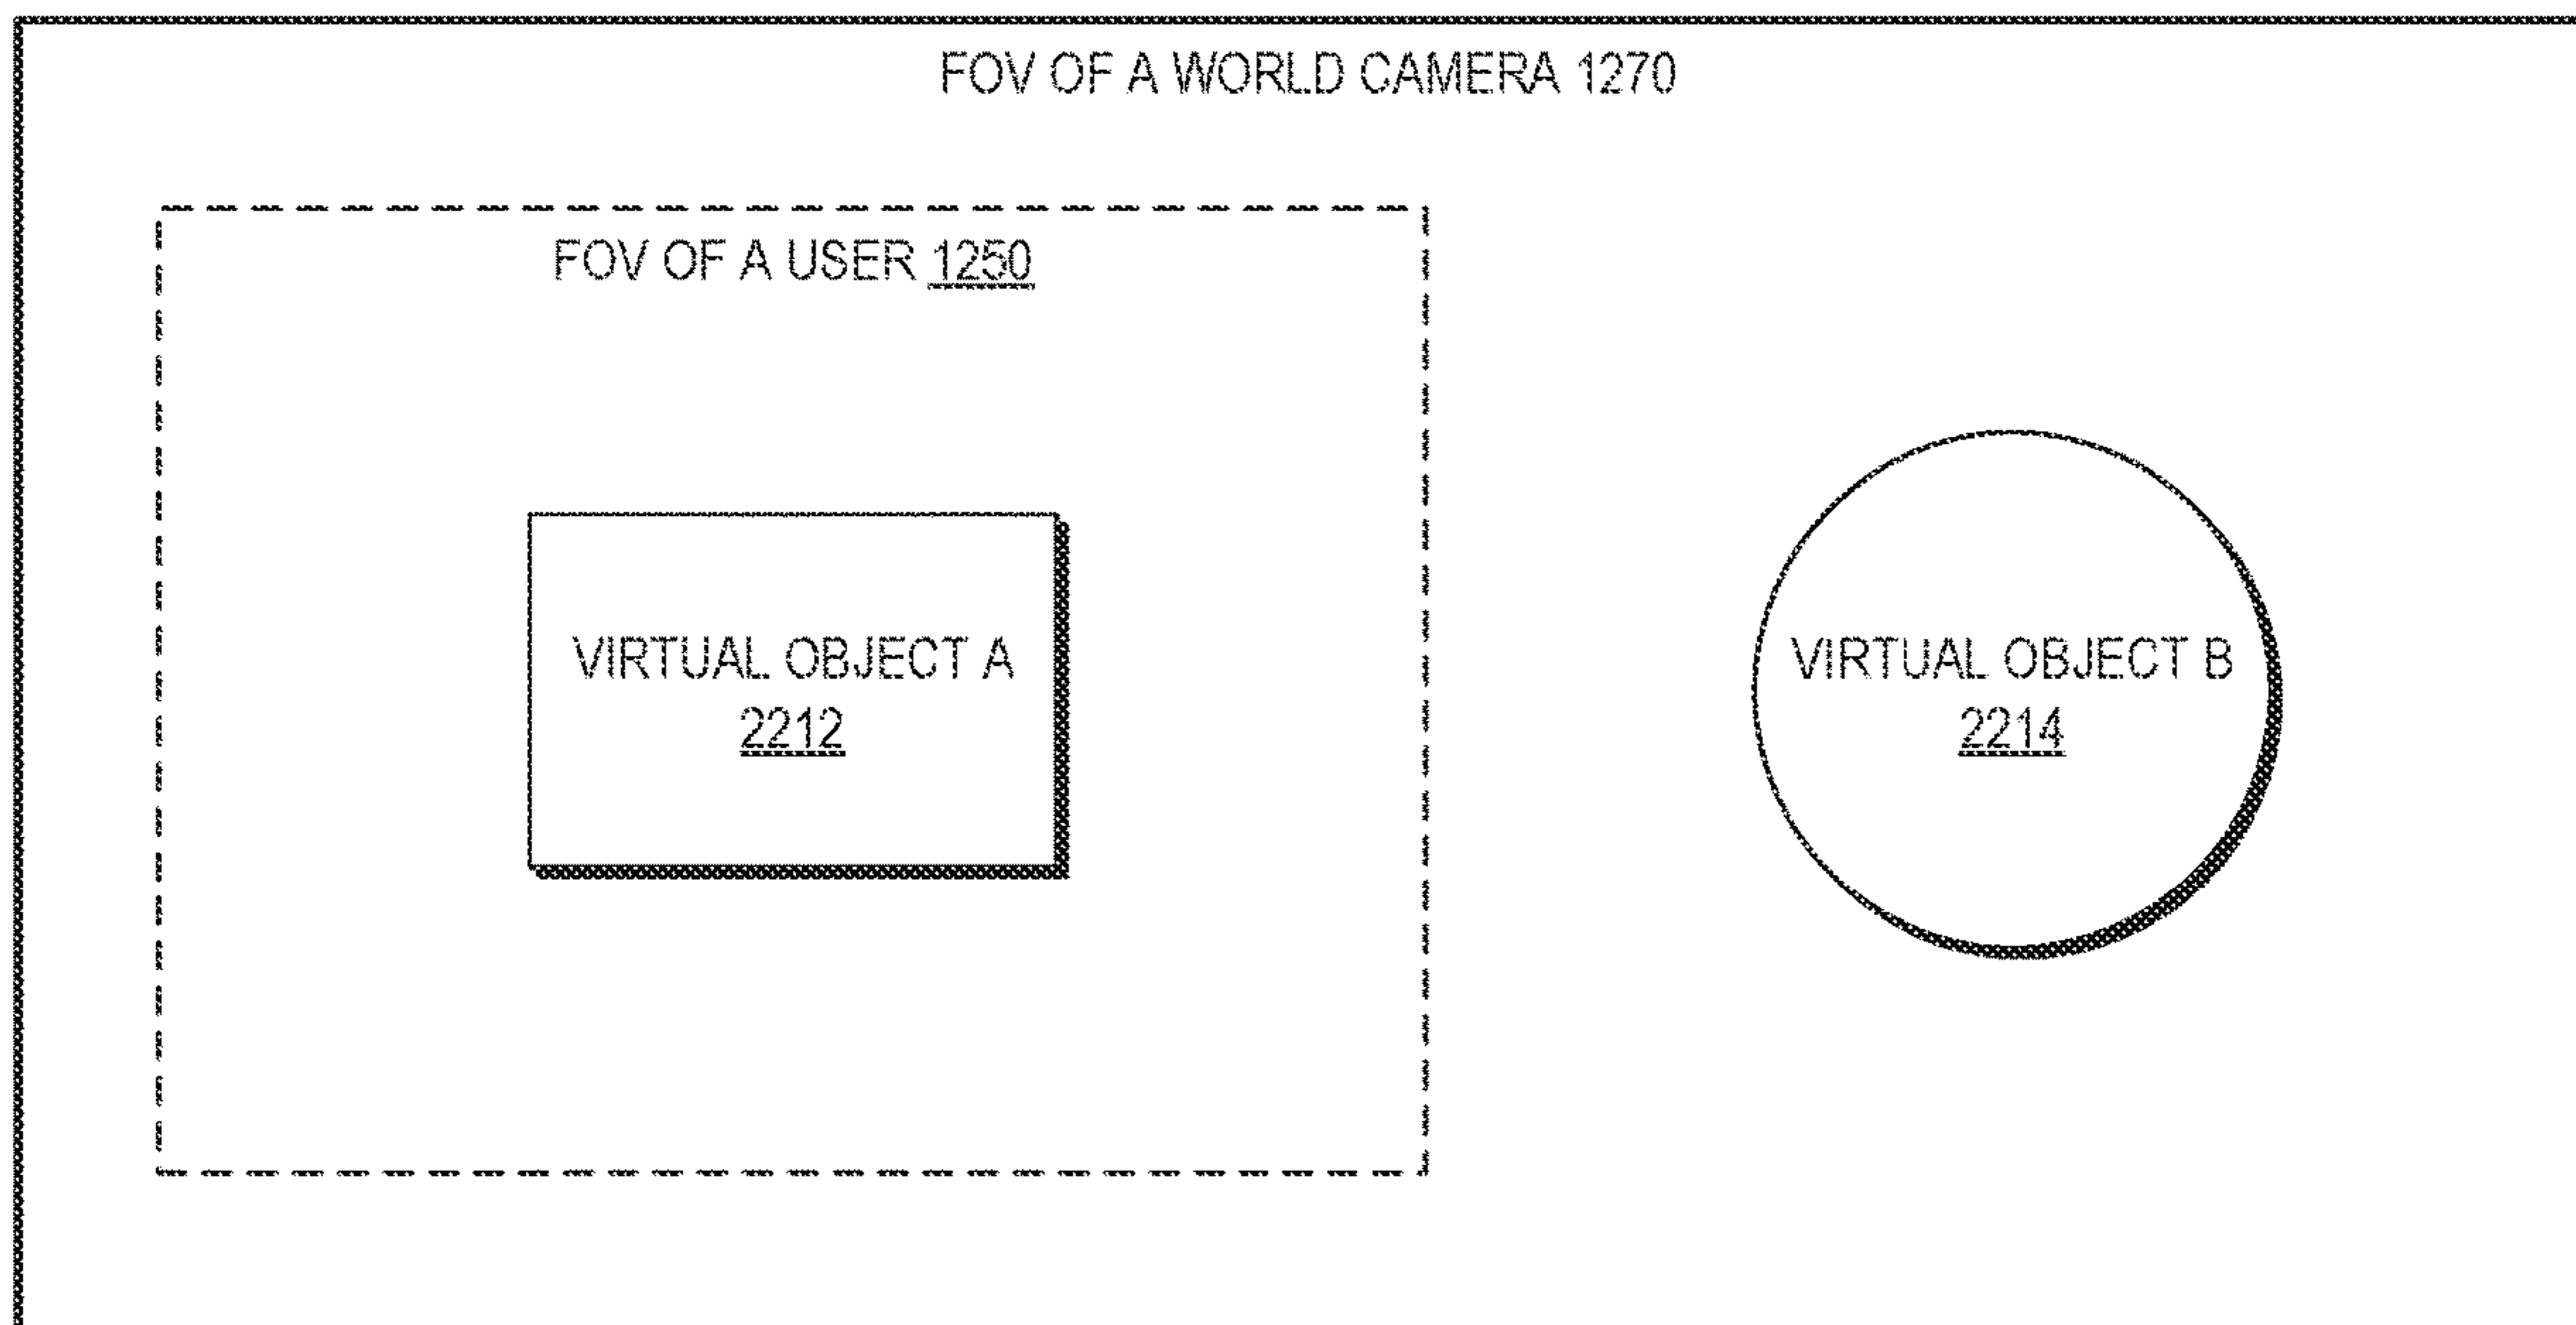 FOV OF A WORLD CAMERA 1270
FOV OF A USER 1250
VIRTUAL OBJECT A
2212
VIRTUAL OBJECT B
2214